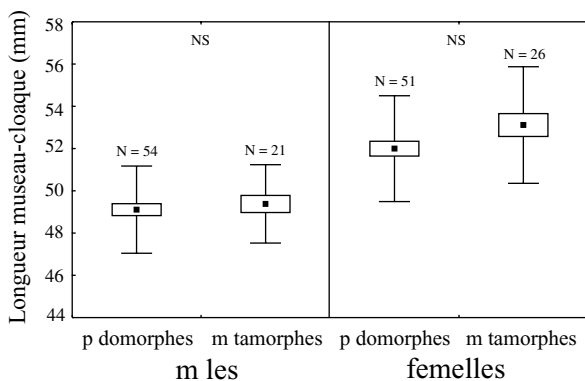 Longueur museau-cloaque (mm)
58
56
54
52
50
48
46
44
NS
NS
N = 54
N = 21
N = 51
N = 26
p domorphes
m tamorphes
p domorphes
m tamorphes
m les
femelles